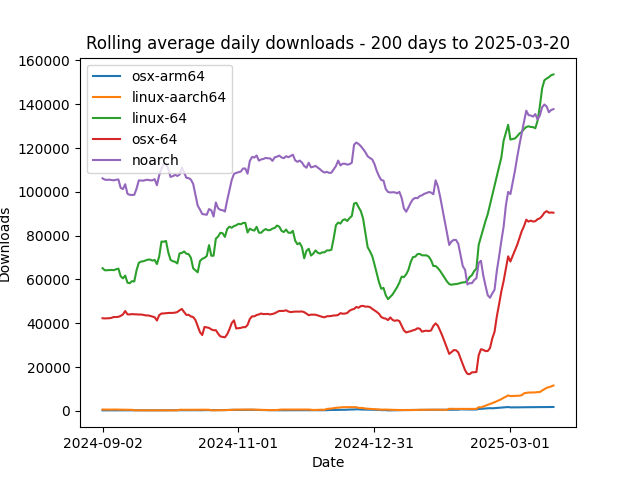 Rolling average daily downloads - 200 days to 2025-03-20
160000
140000
120000
100000
80000
60000
40000
20000
0
Downloads
osx-arm64
linux-aarch64
linux-64
osx-64
noarch
2024-09-02
2024-11-01
2024-12-31
2025-03-01
Date